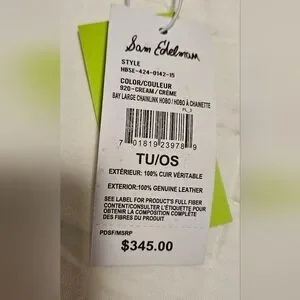 Sam Edelman
STYLE
HBSE-424-0142-15
COLOR/COULEUR
920-CREAM / CRÈME
BAY LARGE CHAINLINK HOBO / HOBO À CHAINETTE
7 01819 23978 9
TU/OS
EXTÉRIEUR: 100% CUIR VÉRITABLE
EXTERIOR:100% GENUINE LEATHER
SEE LABEL FOR PRODUCT'S FULL FIBER
CONTENT/CONSULTER L'ÉTIQUETTE POUR
OBTENIR LA COMPOSITION COMPLÈTE
DES FIBRES DU PRODUIT
PDSF/MSRP
$345.00